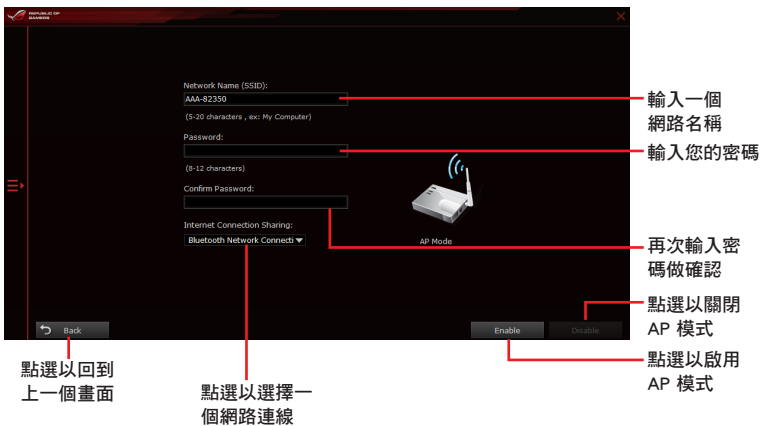 REPUBLIC OF
GAMERS
Network Name (SSID):
AAA-82350
(5-20 characters , ex: My Computer)
Password:
(8-12 characters)
Confirm Password:
Internet Connection Sharing:
Bluetooth Network Connecti
AP Mode
Back
Enable
Disable
輸入一個
網路名稱
輸入您的密碼
再次輸入密
碼做確認
點選以關閉
AP 模式
點選以啟用
AP 模式
點選以回到
上一個畫面
點選以選擇一
個網路連線